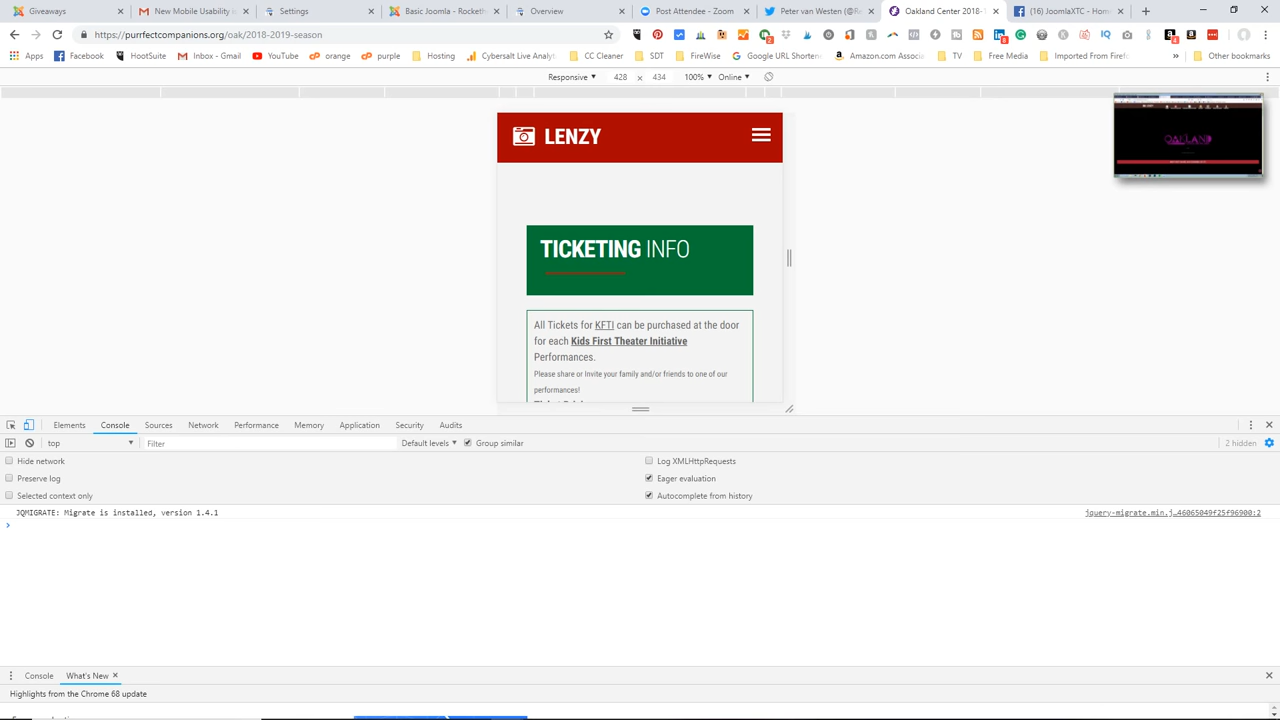 Giveaways
New Mobile Usability is
Settings
Basic Joomla - Rocketh
Overview
Post Attendee - Zoom
Peter van Westen (@Re
Oakland Center 2018-1
(16) JoomlaXTC - Hom
https://purrfectcompanions.org/oak/2018-2019-season
Apps
Facebook
HootSuite
Inbox - Gmail
YouTube
orange
purple
Hosting
Cybersalt Live Analyt
CC Cleaner
SDT
FireWise
Google URL Shortene
Amazon.com Associa
TV
Free Media
Imported From Firefo
»
Other bookmarks
Responsive
428 × 434
100%
Online
LENZY
OAKLAND
TICKETING INFO
All Tickets for KFTI can be purchased at the door
for each Kids First Theater Initiative
Performances.
Please share or Invite your family and/or friends to one of our
performances!
Elements
Console
Sources
Network
Performance
Memory
Application
Security
Audits
top
Filter
Default levels
Group similar
2 hidden
Hide network
Log XMLHttpRequests
Preserve log
Eager evaluation
Selected context only
Autocomplete from history
JQMIGRATE: Migrate is installed, version 1.4.1
jquery-migrate.min.j…46065049f25f96900:2
Console
What's New
Highlights from the Chrome 68 update